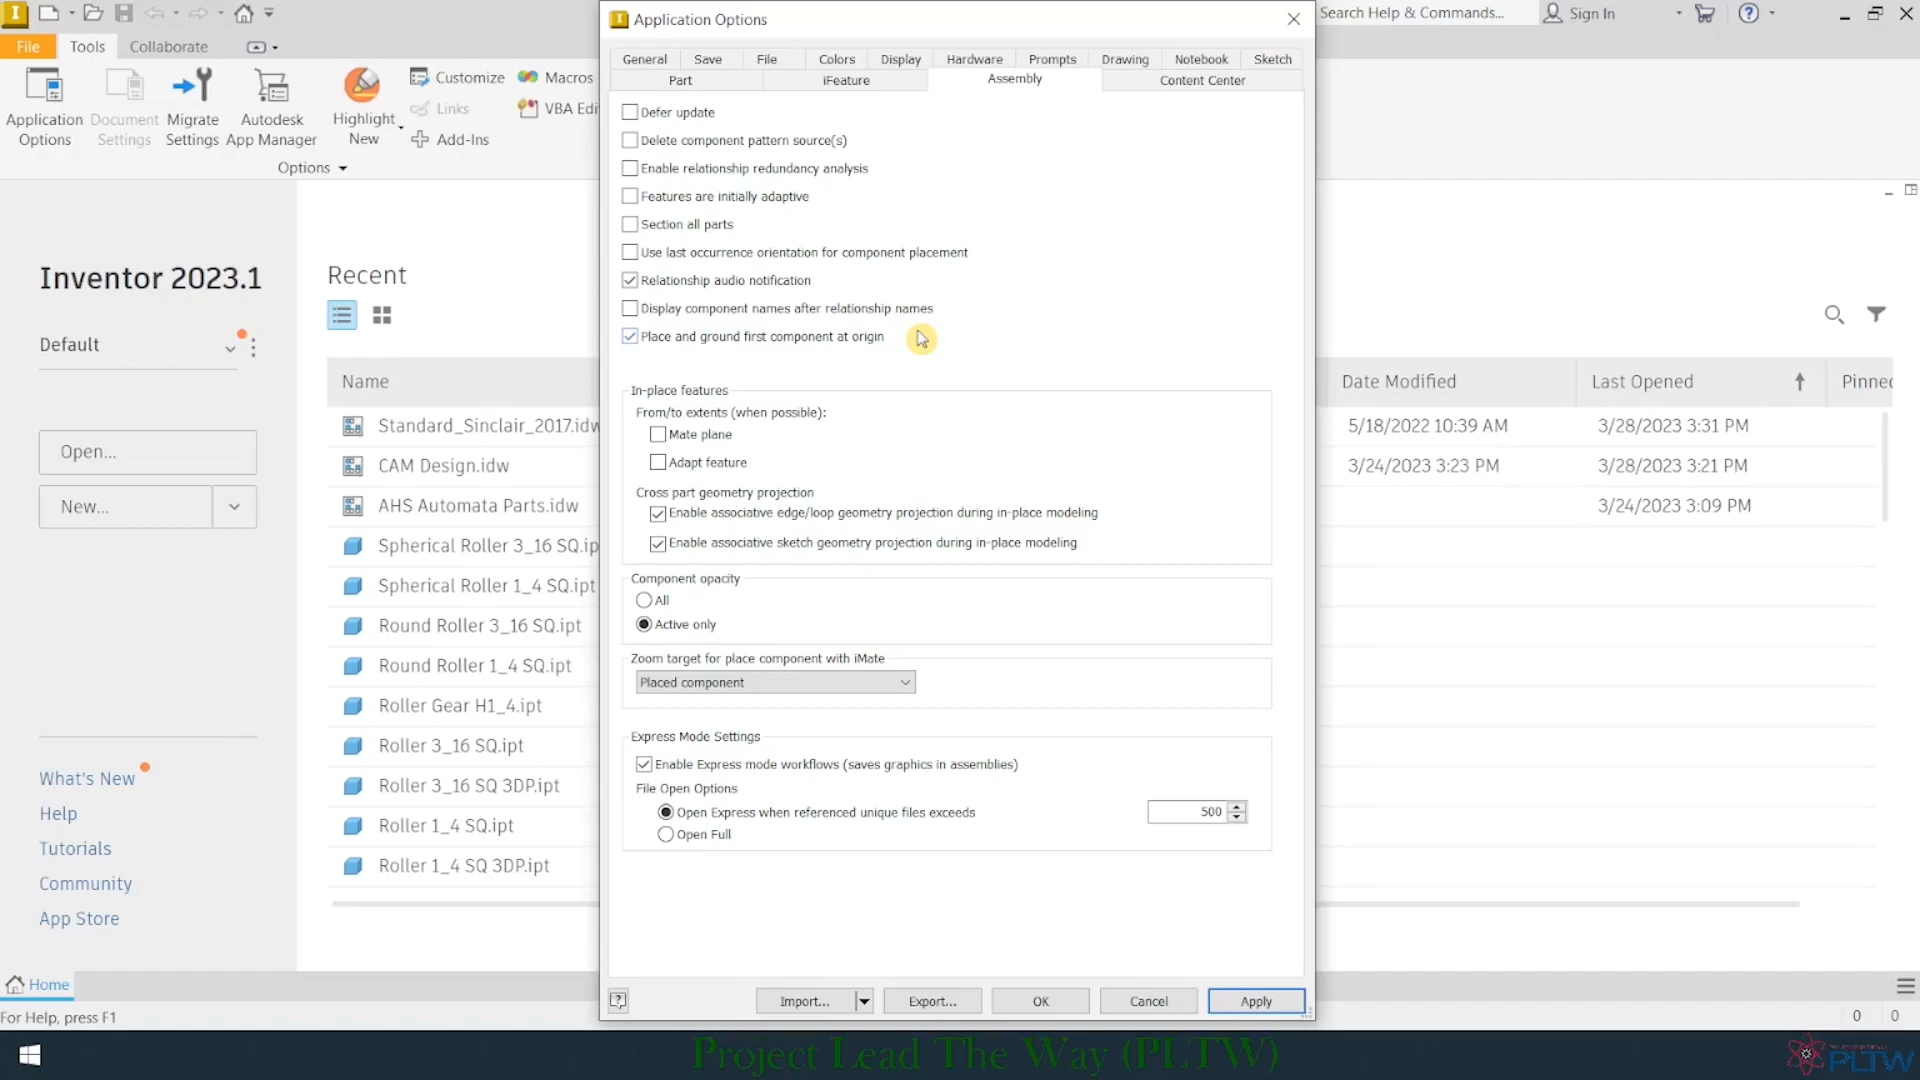 Application Options
Search Help & Commands...
Sign In
File
Tools
Collaborate
Application Options
Document Settings
Migrate Settings
Autodesk App Manager
Highlight New
Customize
Links
Add-Ins
Macros
VBA Edi
Options
General
Save
File
Colors
Display
Hardware
Prompts
Drawing
Notebook
Sketch
Part
iFeature
Assembly
Content Center
Defer update
Delete component pattern source(s)
Enable relationship redundancy analysis
Features are initially adaptive
Section all parts
Use last occurrence orientation for component placement
Relationship audio notification
Display component names after relationship names
Place and ground first component at origin
In-place features
From/to extents (when possible):
Mate plane
Adapt feature
Cross part geometry projection
Enable associative edge/loop geometry projection during in-place modeling
Enable associative sketch geometry projection during in-place modeling
Component opacity
All
Active only
Zoom target for place component with iMate
Placed component
Express Mode Settings
Enable Express mode workflows (saves graphics in assemblies)
File Open Options
Open Express when referenced unique files exceeds
500
Open Full
Import...
Export...
OK
Cancel
Apply
Inventor 2023.1
Default
Open...
New...
What's New
Help
Tutorials
Community
App Store
Recent
Name
Date Modified
Last Opened
Pinned
Standard_Sinclair_2017.idw
5/18/2022 10:39 AM
3/28/2023 3:31 PM
CAM Design.idw
3/24/2023 3:23 PM
3/28/2023 3:21 PM
AHS Automata Parts.idw
3/24/2023 3:09 PM
Spherical Roller 3_16 SQ.ip
Spherical Roller 1_4 SQ.ipt
Round Roller 3_16 SQ.ipt
Round Roller 1_4 SQ.ipt
Roller Gear H1_4.ipt
Roller 3_16 SQ.ipt
Roller 3_16 SQ 3DP.ipt
Roller 1_4 SQ.ipt
Roller 1_4 SQ 3DP.ipt
Home
For Help, press F1
0
0
Project Lead The Way (PLTW)
PLTW